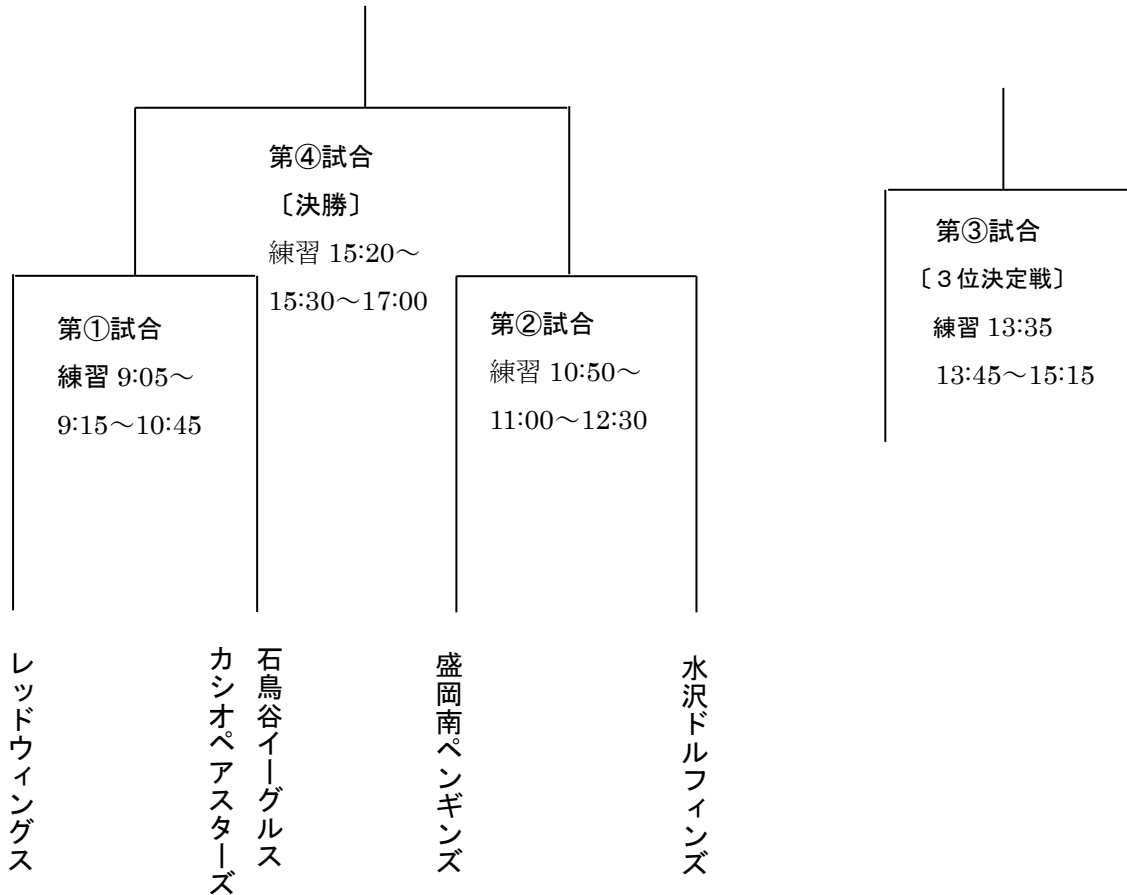 第④試合
〔決勝〕
練習 15:20～
15:30～17:00
第③試合
〔３位決定戦〕
練習 13:35
13:45～15:15
第①試合
練習 9:05～
9:15～10:45
第②試合
練習 10:50～
11:00～12:30
レッドウィングス
石鳥谷イーグルス
カシオペアスターズ
盛岡南ペンギンズ
水沢ドルフィンズ